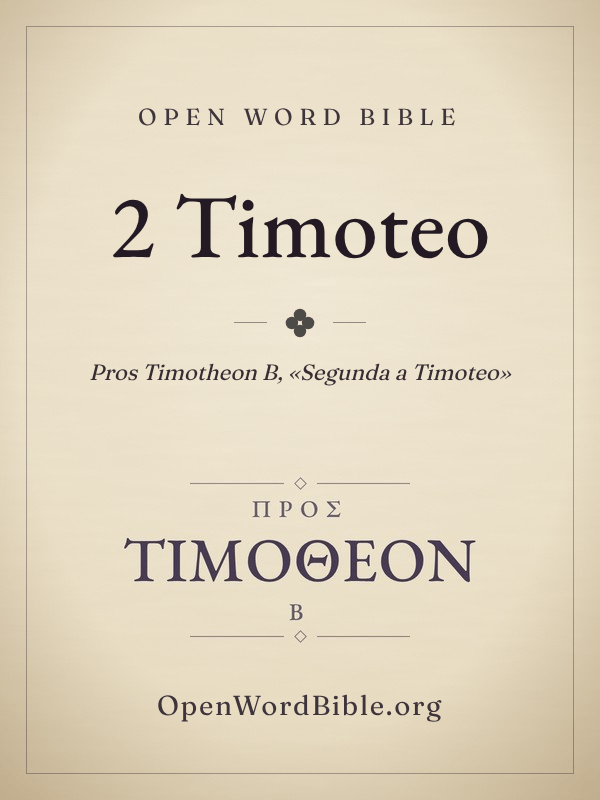 OPEN WORD BIBLE
2 Timoteo
Pros Timotheon B, «Segunda a Timoteo»
ΠΡΟΣ
ΤΙΜΟΘΕΟΝ
Β
OpenWordBible.org